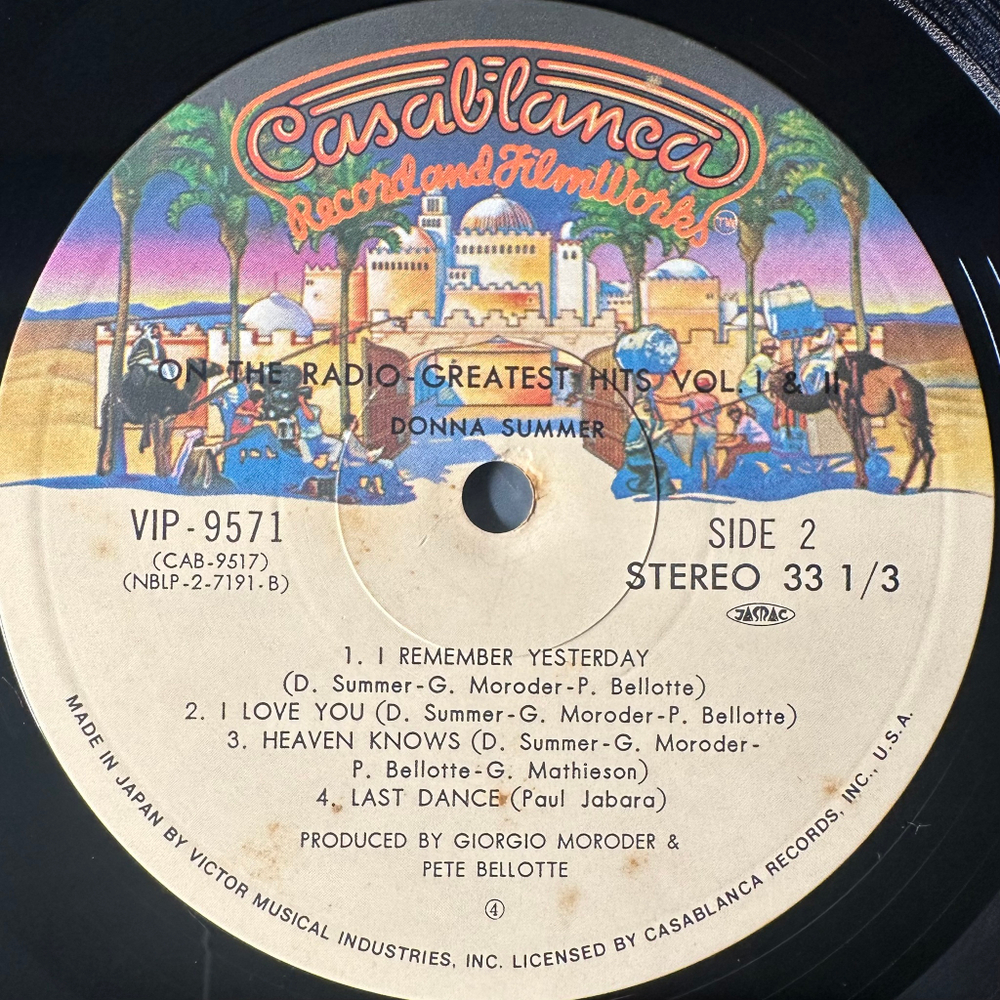 Casablanca
Record and FilmWorks
TM
ON THE RADIO-GREATEST HITS VOL. I & II
DONNA SUMMER
VIP-9571
(CAB-9517)
(NBLP-2-7191-B)
SIDE 2
STEREO 33 1/3
JASRAC
1. I REMEMBER YESTERDAY
(D. Summer-G. Moroder-P. Bellotte)
2. I LOVE YOU (D. Summer-G. Moroder-P. Bellotte)
3. HEAVEN KNOWS (D. Summer-G. Moroder-
P. Bellotte-G. Mathieson)
4. LAST DANCE (Paul Jabara)
PRODUCED BY GIORGIO MORODER &
PETE BELLOTTE
④
MADE IN JAPAN BY VICTOR MUSICAL INDUSTRIES, INC. LICENSED BY CASABLANCA RECORDS, INC., U.S.A.